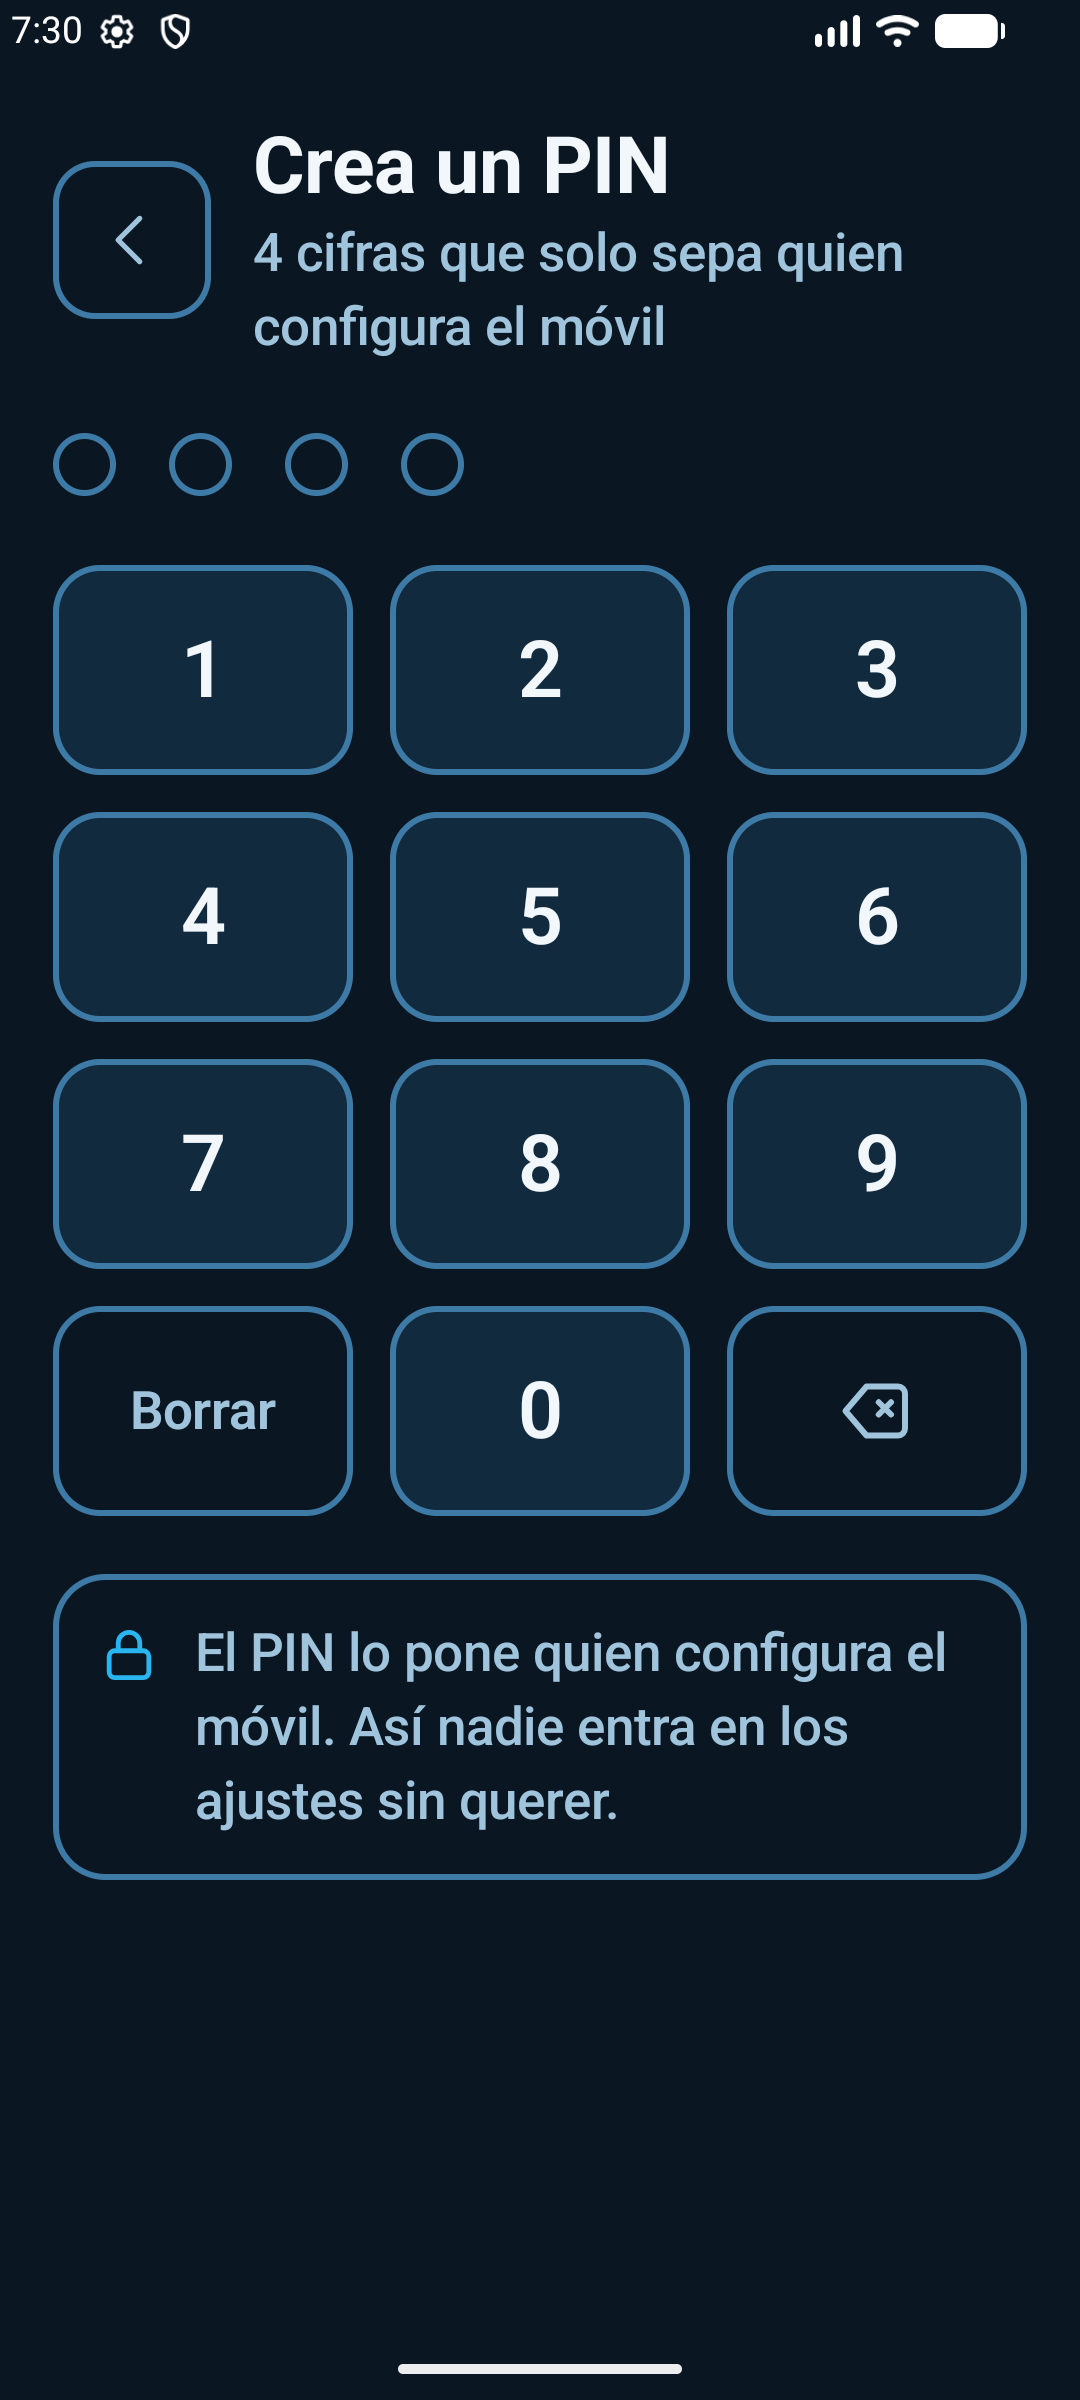 7:30
Crea un PIN
4 cifras que solo sepa quien
configura el móvil
1
2
3
4
5
6
7
8
9
Borrar
0
El PIN lo pone quien configura el
móvil. Así nadie entra en los
ajustes sin querer.